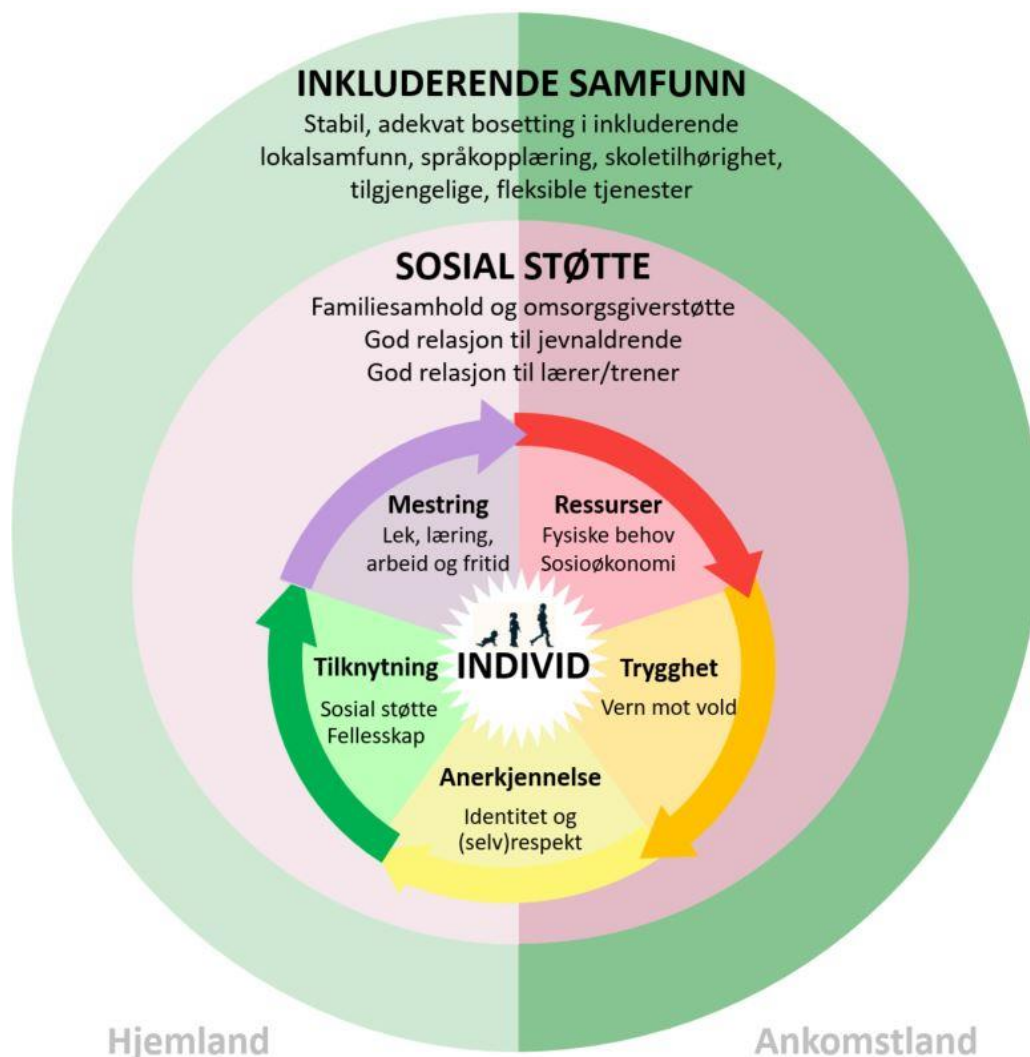 INKLUDERENDE SAMFUNN
Stabil, adekvat bosetting i inkluderende
lokalsamfunn, språkopplæring, skoletilhørighet,
tilgjengelige, fleksible tjenester
SOSIAL STØTTE
Familiesamhold og omsorgsgiverstøtte
God relasjon til jevnaldrende
God relasjon til lærer/trener
Mestring
Lek, læring,
arbeid og fritid
Ressurser
Fysiske behov
Sosioøkonomi
INDIVID
Tilknytning
Sosial støtte
Fellesskap
Trygghet
Vern mot vold
Anerkjennelse
Identitet og
(selv)respekt
Hjemland
Ankomstland